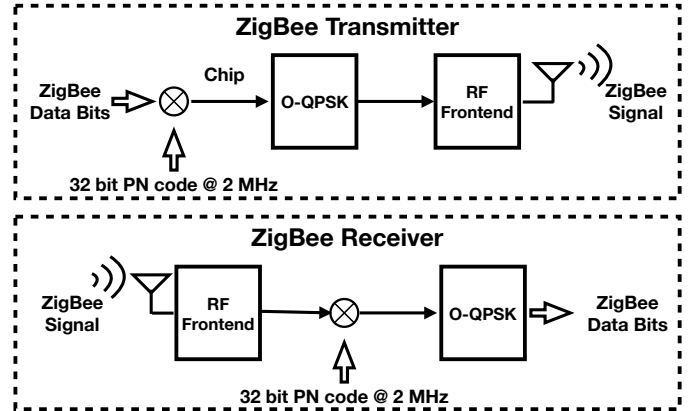 ZigBee Transmitter
Chip
ZigBee
Data Bits
O-QPSK
RF
Frontend
ZigBee
Signal
32 bit PN code @ 2 MHz
ZigBee Receiver
ZigBee
Signal
RF
Frontend
O-QPSK
ZigBee
Data Bits
32 bit PN code @ 2 MHz